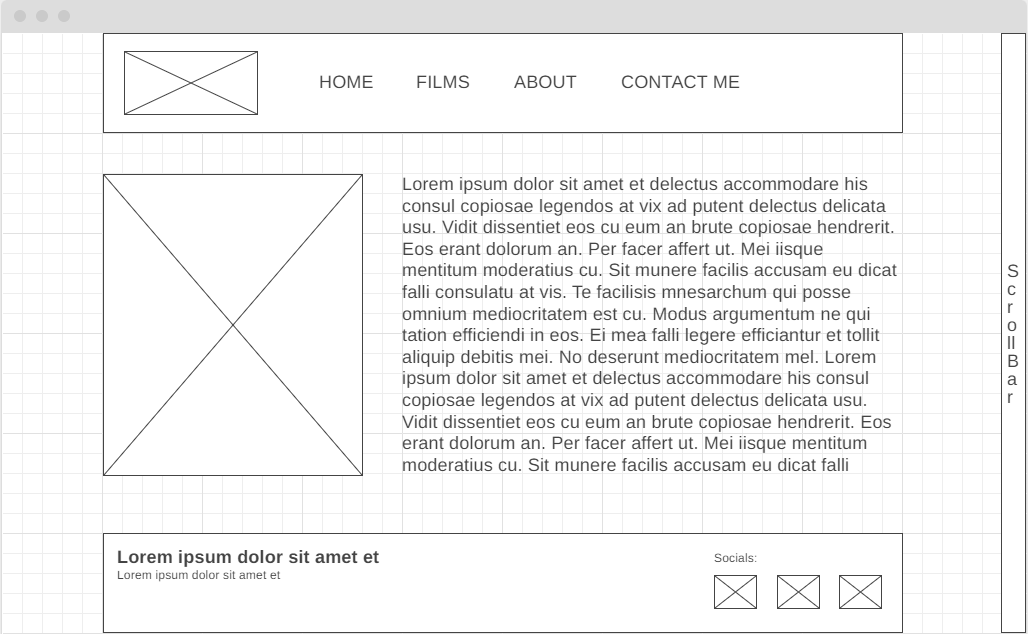 HOME FILMS ABOUT CONTACT ME
Lorem ipsum dolor sit amet et delectus accommodare his
consul copiosae legendos at vix ad putent delectus delicata
usu. Vidit dissentiet eos cu eum an brute copiosae hendrerit.
Eos erant dolorum an. Per facer affert ut. Mei iisque
mentitum moderatius cu. Sit munere facilis accusam eu dicat
falli consulatu at vis. Te facilisis mnesarchum qui posse
omnium mediocritatem est cu. Modus argumentum ne qui
tation efficiendi in eos. Ei mea falli legere efficiantur et tollit
aliquip debitis mei. No deserunt mediocritatem mel. Lorem
ipsum dolor sit amet et delectus accommodare his consul
copiosae legendos at vix ad putent delectus delicata usu.
Vidit dissentiet eos cu eum an brute copiosae hendrerit. Eos
erant dolorum an. Per facer affert ut. Mei iisque mentitum
moderatius cu. Sit munere facilis accusam eu dicat falli
Scroll Bar
Lorem ipsum dolor sit amet et
Lorem ipsum dolor sit amet et
Socials: